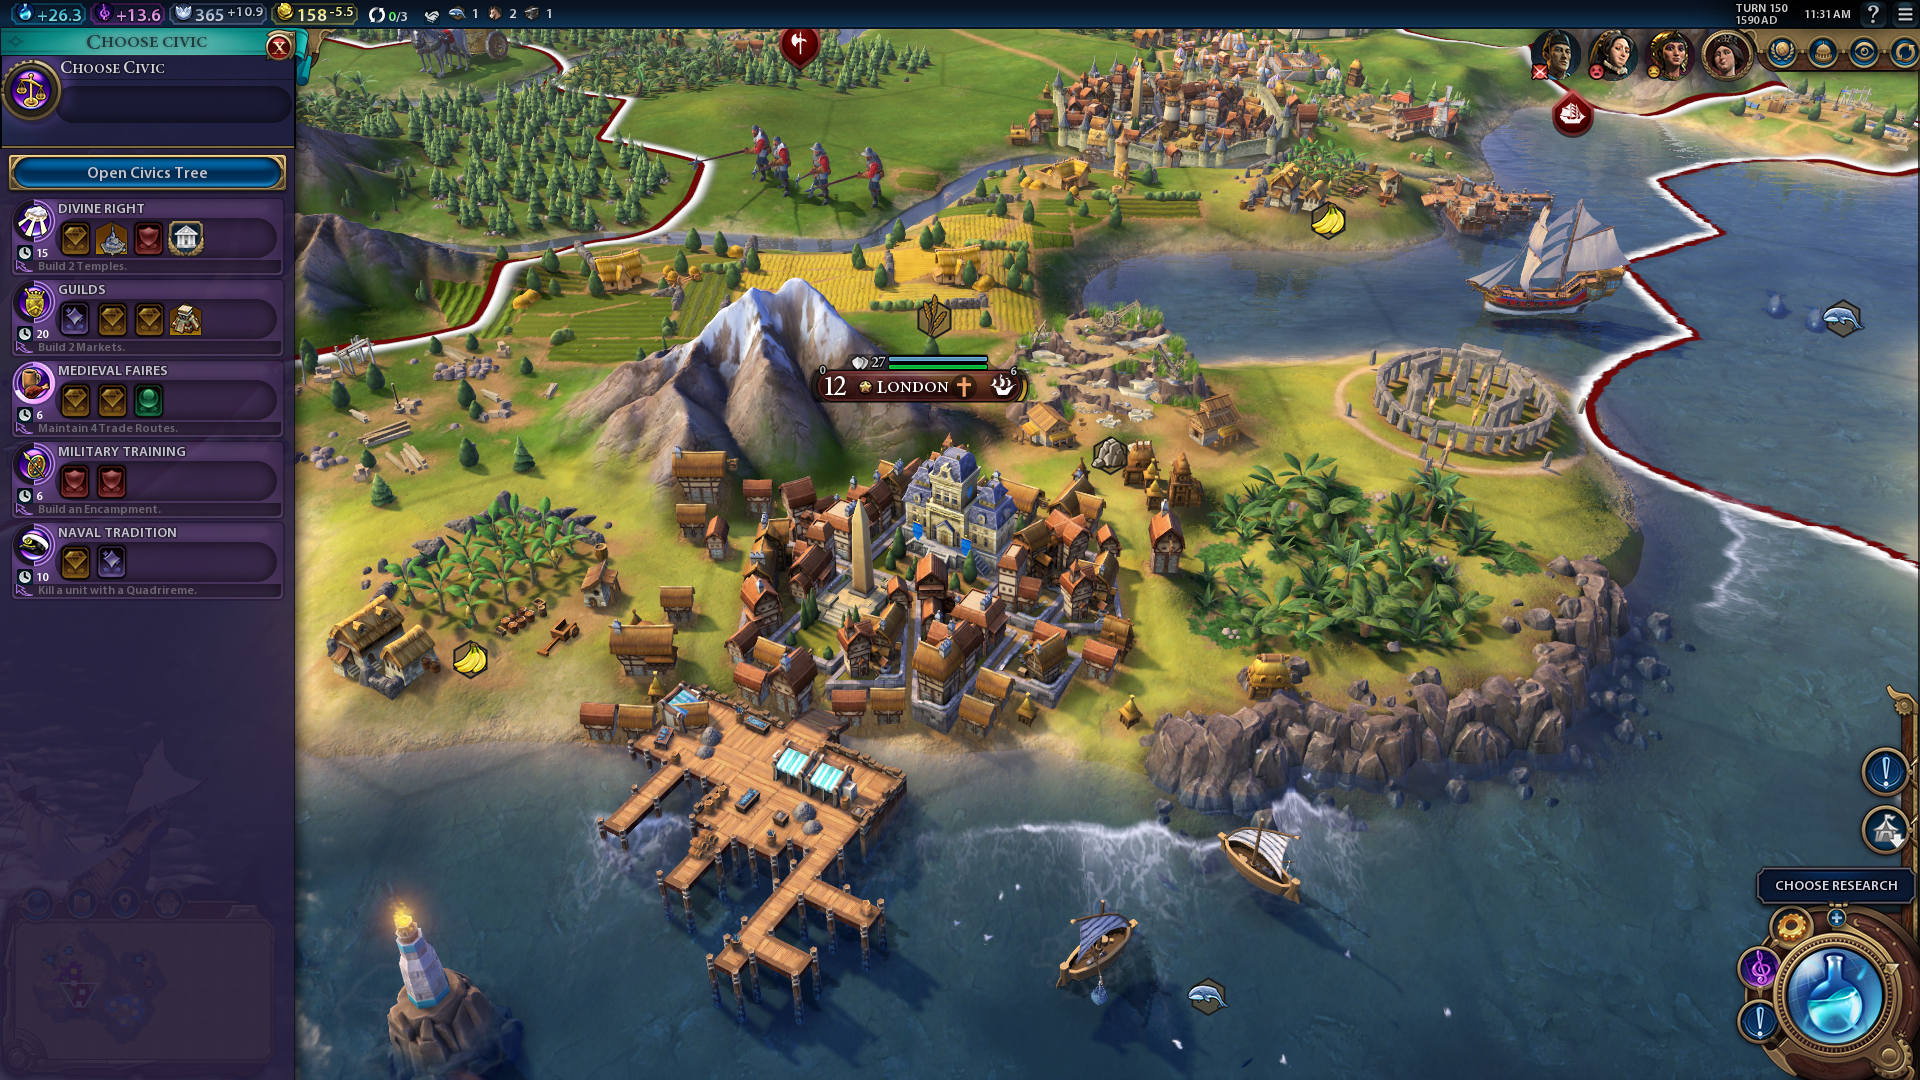 +26.3 +13.6 365 +10.9 158 -5.5 0/3 1 2 1
TURN 150
1590 AD
11:31 AM
?
CHOOSE CIVIC
X
CHOOSE CIVIC
Open Civics Tree
DIVINE RIGHT
15
Build 2 Temples.
GUILDS
20
Build 2 Markets.
MEDIEVAL FAIRES
6
Maintain 4 Trade Routes.
MILITARY TRAINING
6
Build an Encampment.
NAVAL TRADITION
10
Kill a unit with a Quadrireme.
27
0
12 LONDON 6
CHOOSE RESEARCH